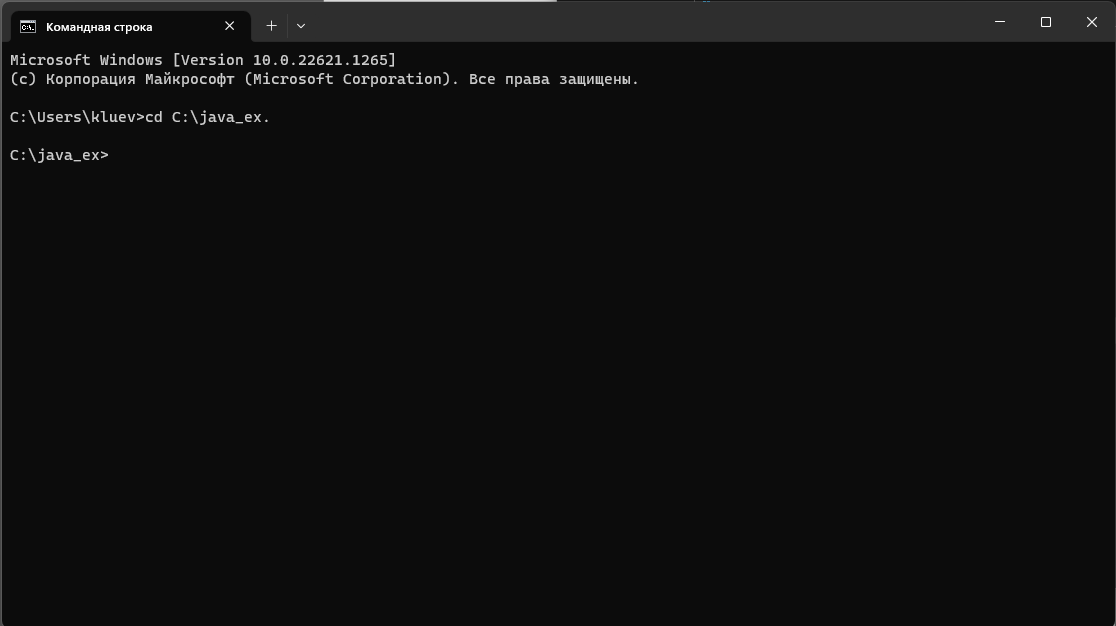 Командная строка
Microsoft Windows [Version 10.0.22621.1265]
(c) Корпорация Майкрософт (Microsoft Corporation). Все права защищены.
C:\Users\kluev>cd C:\java_ex.
C:\java_ex>